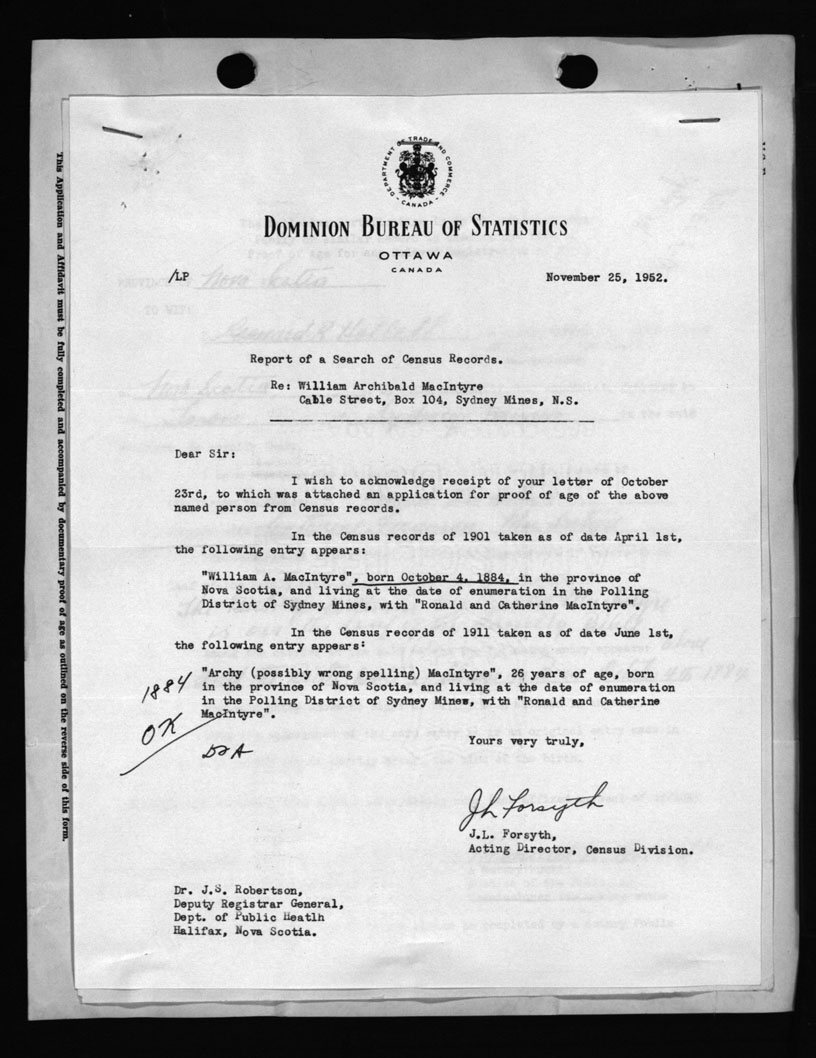 DEPARTMENT OF TRADE AND COMMERCE
CANADA
DOMINION BUREAU OF STATISTICS
OTTAWA
CANADA
/LP
November 25, 1952.
Report of a Search of Census Records.
Re: William Archibald MacIntyre
Cable Street, Box 104, Sydney Mines, N.S.
Dear Sir:
I wish to acknowledge receipt of your letter of October
23rd, to which was attached an application for proof of age of the above
named person from Census records.
In the Census records of 1901 taken as of date April 1st,
the following entry appears:
"William A. MacIntyre", born October 4, 1884, in the province of
Nova Scotia, and living at the date of enumeration in the Polling
District of Sydney Mines, with "Ronald and Catherine MacIntyre".
In the Census records of 1911 taken as of date June 1st,
the following entry appears:
"Archy (possibly wrong spelling) MacIntyre", 26 years of age, born
in the province of Nova Scotia, and living at the date of enumeration
in the Polling District of Sydney Mines, with "Ronald and Catherine
MacIntyre".
1884
OK
Yours very truly,
JL Forsyth
J.L. Forsyth,
Acting Director, Census Division.
Dr. J.S. Robertson,
Deputy Registrar General,
Dept. of Public Heatlh
Halifax, Nova Scotia.
This Application and Affidavit must be fully completed and accompanied by documentary proof of age as outlined on the reverse side of this form.